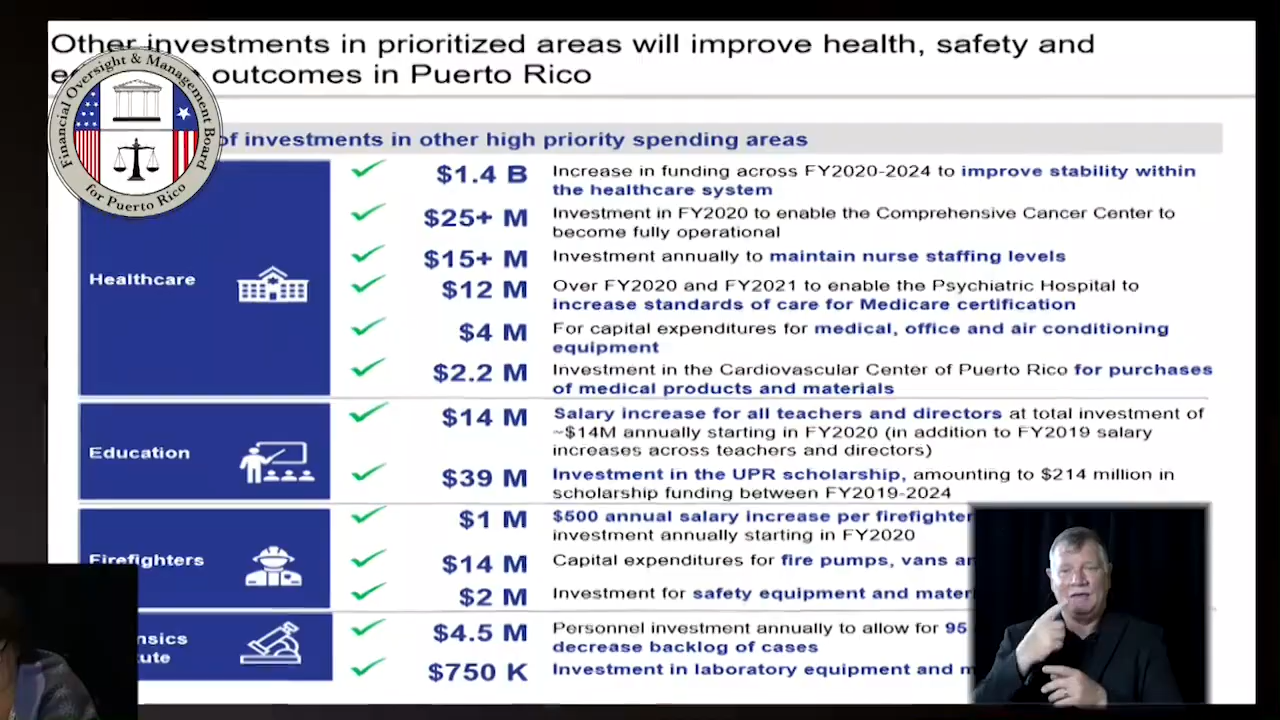 Other investments in prioritized areas will improve health, safety and
outcomes in Puerto Rico
Financial Oversight & Management Board
for Puerto Rico
of investments in other high priority spending areas
Healthcare
$1.4 B Increase in funding across FY2020-2024 to improve stability within
the healthcare system
$25+ M Investment in FY2020 to enable the Comprehensive Cancer Center to
become fully operational
$15+ M Investment annually to maintain nurse staffing levels
$12 M Over FY2020 and FY2021 to enable the Psychiatric Hospital to
increase standards of care for Medicare certification
$4 M For capital expenditures for medical, office and air conditioning
equipment
$2.2 M Investment in the Cardiovascular Center of Puerto Rico for purchases
of medical products and materials
Education
$14 M Salary increase for all teachers and directors at total investment of
~$14M annually starting in FY2020 (in addition to FY2019 salary
increases across teachers and directors)
$39 M Investment in the UPR scholarship, amounting to $214 million in
scholarship funding between FY2019-2024
Firefighters
$1 M $500 annual salary increase per firefighter
investment annually starting in FY2020
$14 M Capital expenditures for fire pumps, vans
$2 M Investment for safety equipment and
$4.5 M Personnel investment annually to allow for 95
decrease backlog of cases
$750 K Investment in laboratory equipment and